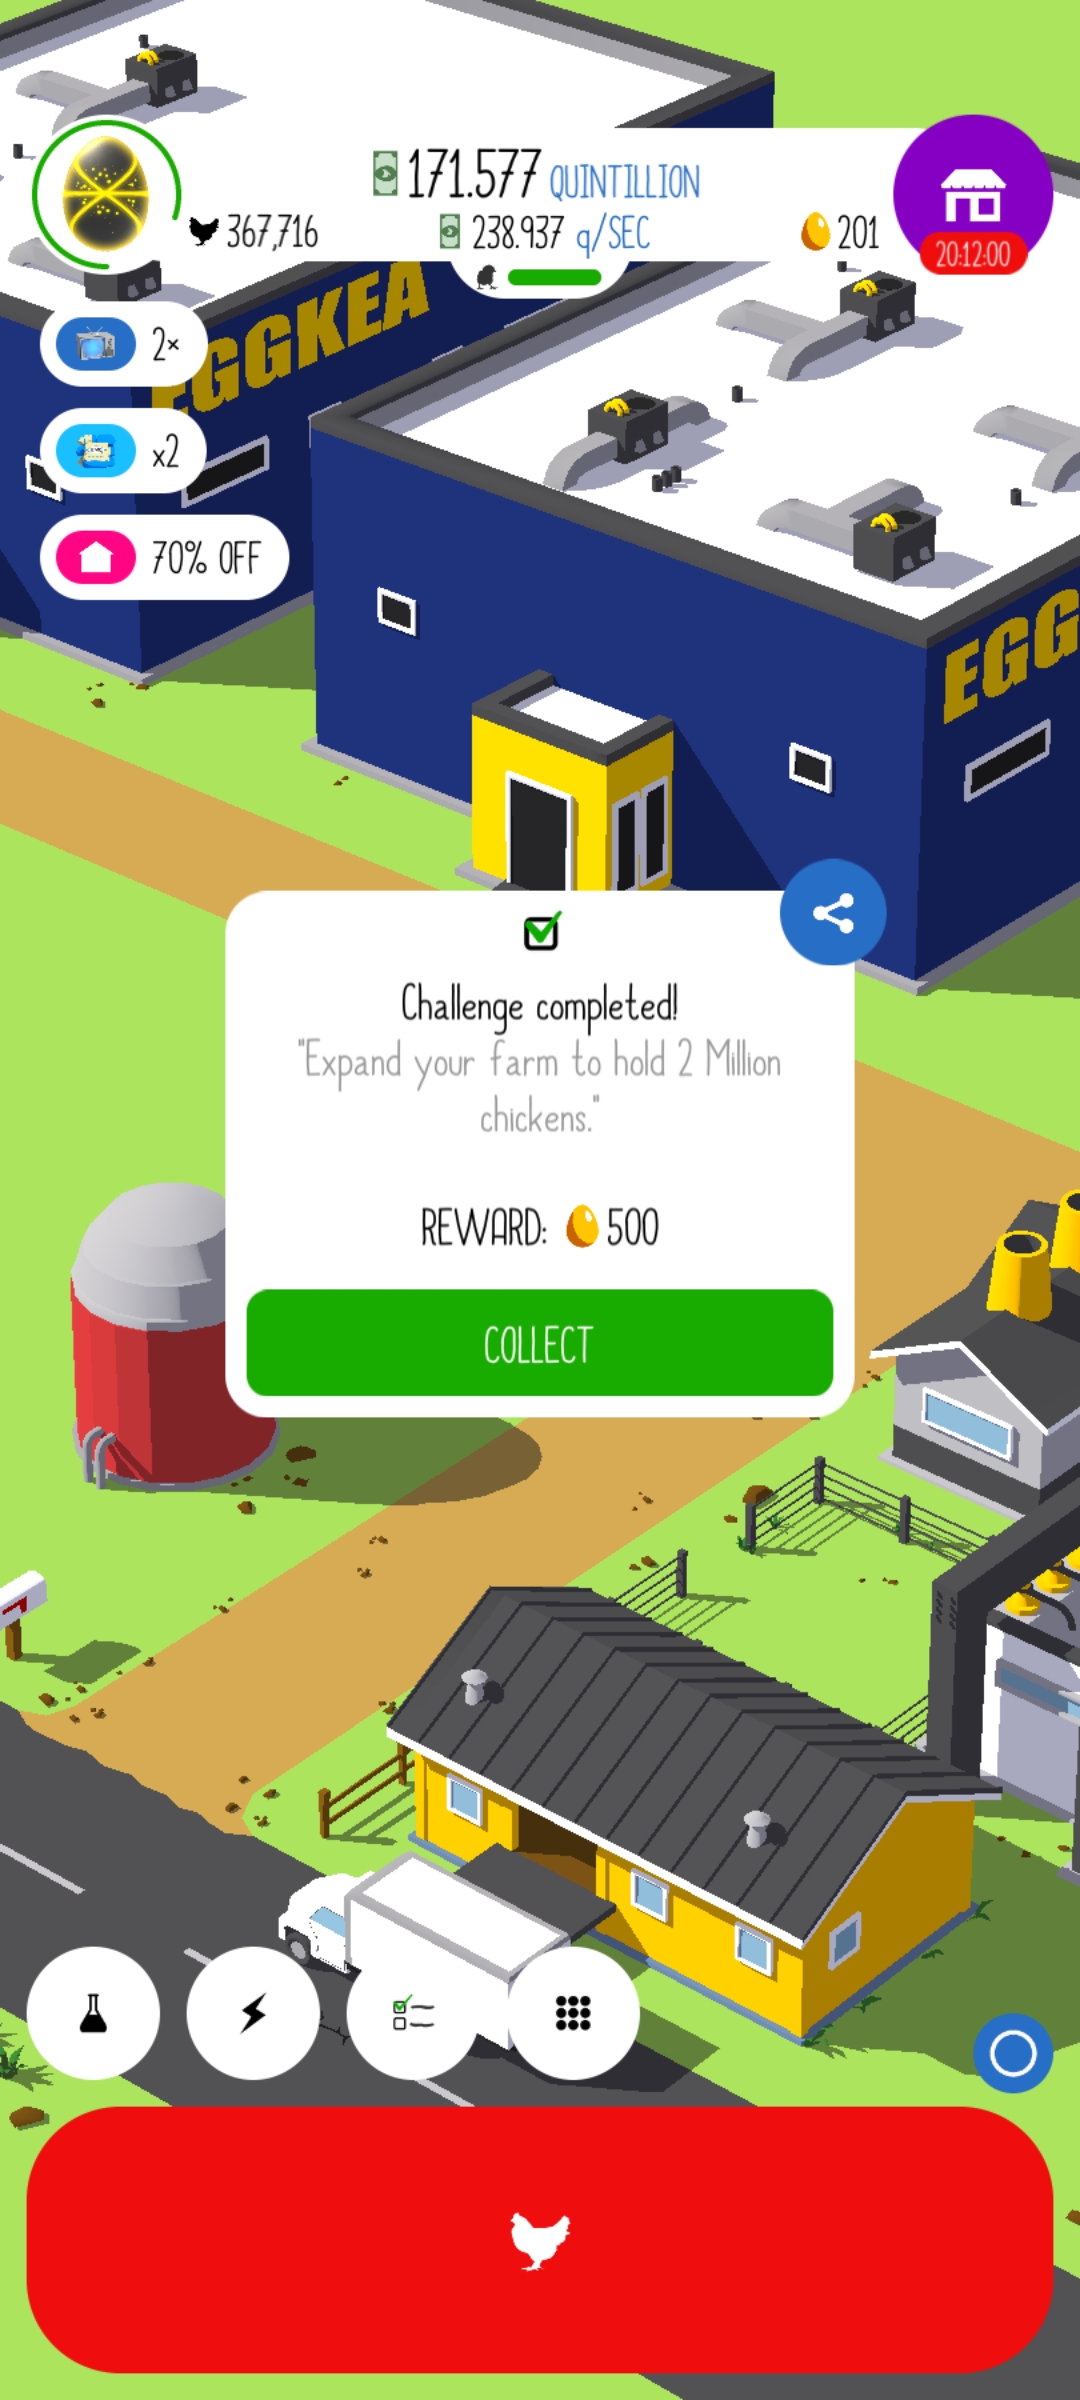 171.577 QUINTILLION
367,716
238.937 q/SEC
201
20:12:00
2×
EGGKEA
x2
70% OFF
EGG
Challenge completed!
"Expand your farm to hold 2 Million
chickens."
REWARD: 500
COLLECT